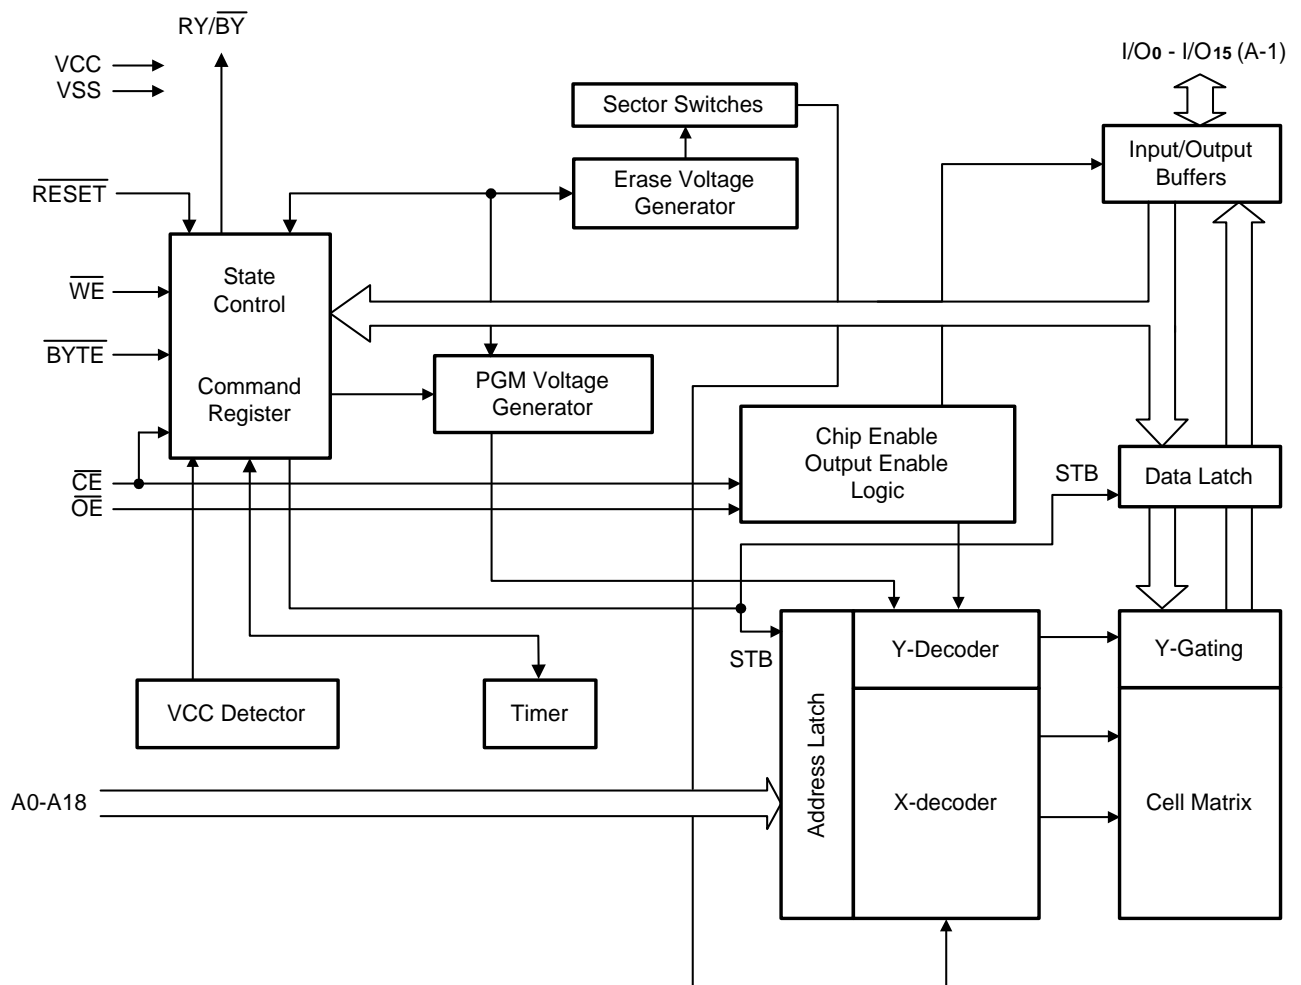 RY/BY
VCC
VSS
I/O0 - I/O15 (A-1)
Sector Switches
Input/Output
Buffers
RESET
Erase Voltage
Generator
WE
State
Control
BYTE
Command
Register
PGM Voltage
Generator
Chip Enable
Output Enable
Logic
CE
OE
STB
Data Latch
STB
Y-Decoder
Y-Gating
VCC Detector
Timer
Address Latch
A0-A18
X-decoder
Cell Matrix